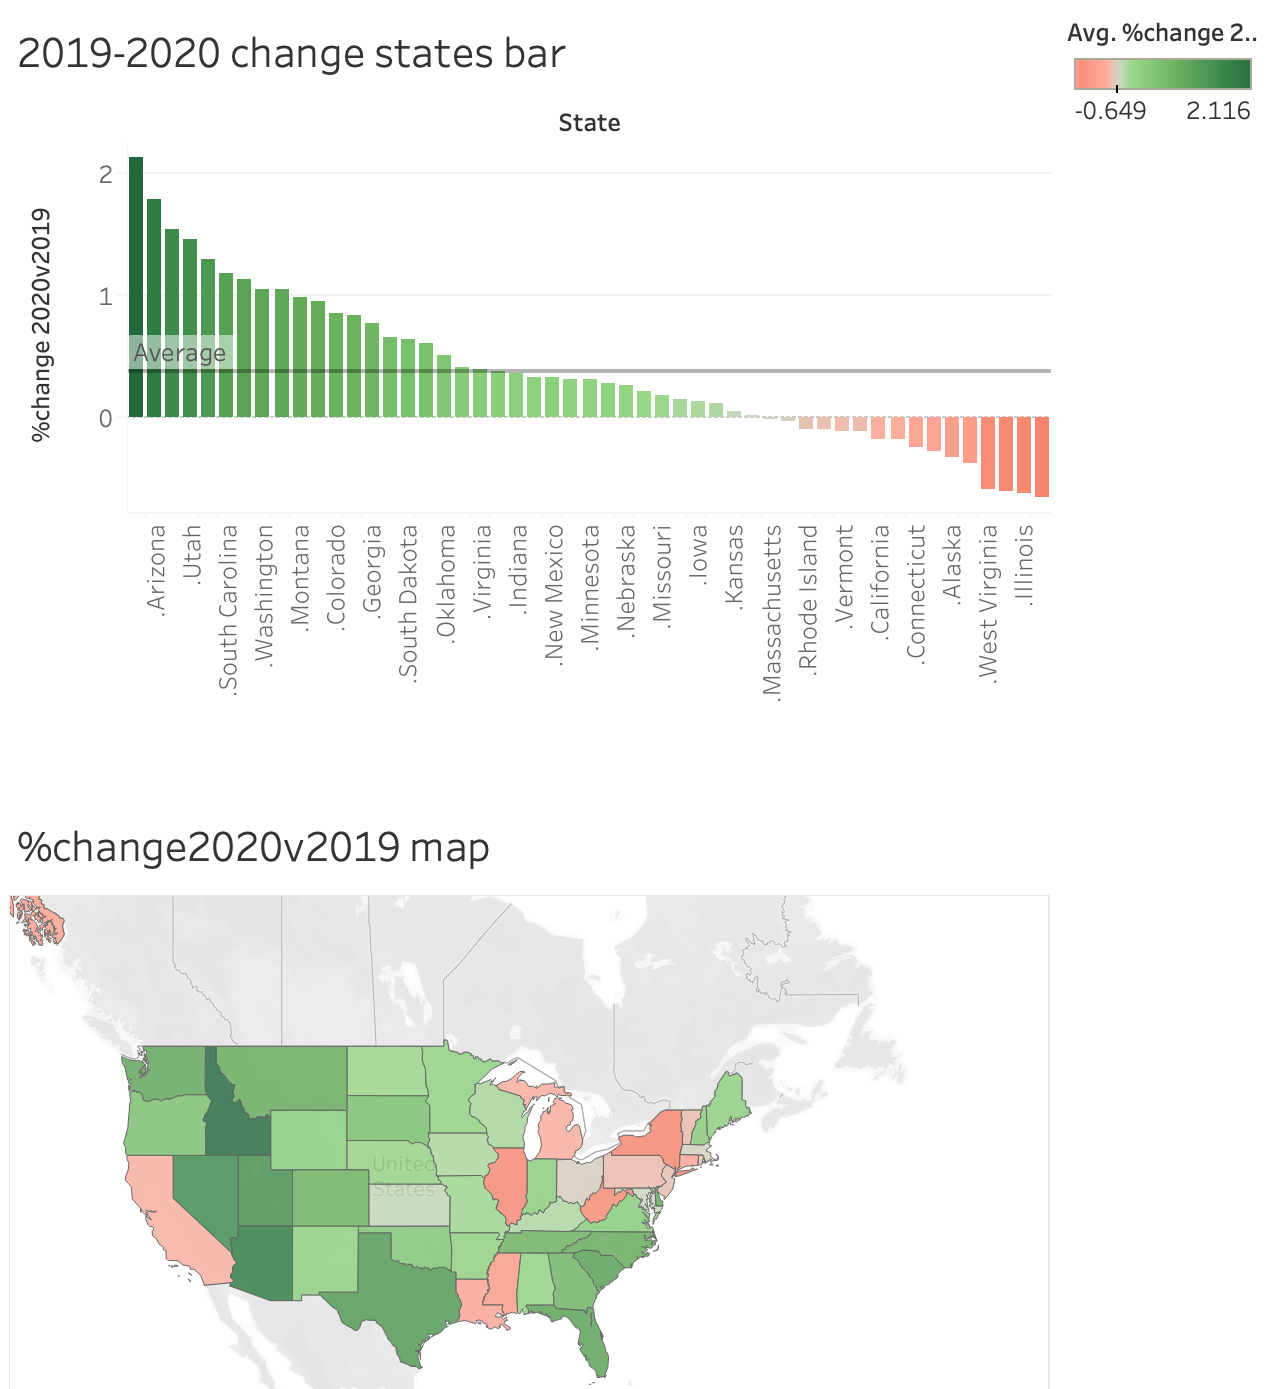 2019-2020 change states bar
Avg. %change 2..
-0.649 2.116
State
%change 2020v2019
2
1
0
Average
.Arizona
.Utah
.South Carolina
.Washington
.Montana
.Colorado
.Georgia
.South Dakota
.Oklahoma
.Virginia
.Indiana
.New Mexico
.Minnesota
.Nebraska
.Missouri
.Iowa
.Kansas
.Massachusetts
.Rhode Island
.Vermont
.California
.Connecticut
.Alaska
.West Virginia
.Illinois
%change2020v2019 map
United
States